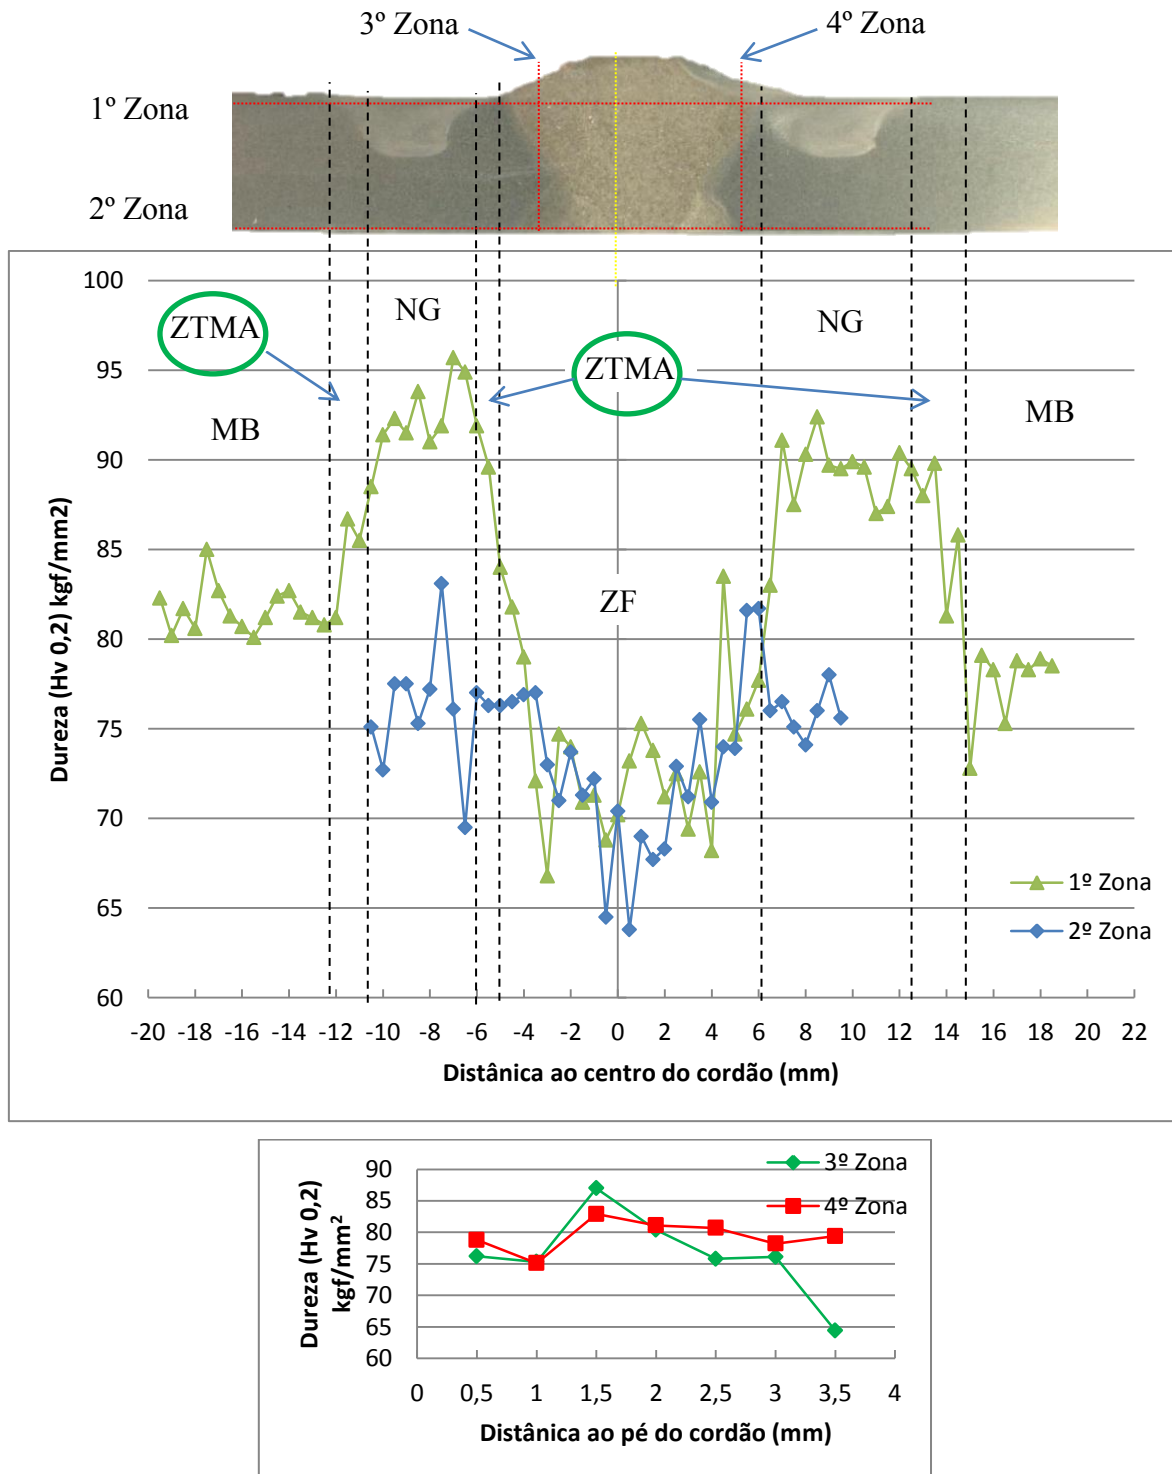 3º Zona
4º Zona
1º Zona
2º Zona
100
95
90
85
80
75
70
65
60
Dureza (Hv 0,2) kgf/mm2)
ZTMA
NG
ZTMA
NG
MB
MB
ZF
1º Zona
2º Zona
-20 -18 -16 -14 -12 -10 -8 -6 -4 -2 0 2 4 6 8 10 12 14 16 18 20 22
Distânica ao centro do cordão (mm)
3º Zona
4º Zona
90
85
80
75
70
65
60
Dureza (Hv 0,2)
kgf/mm²
0 0,5 1 1,5 2 2,5 3 3,5 4
Distânica ao pé do cordão (mm)